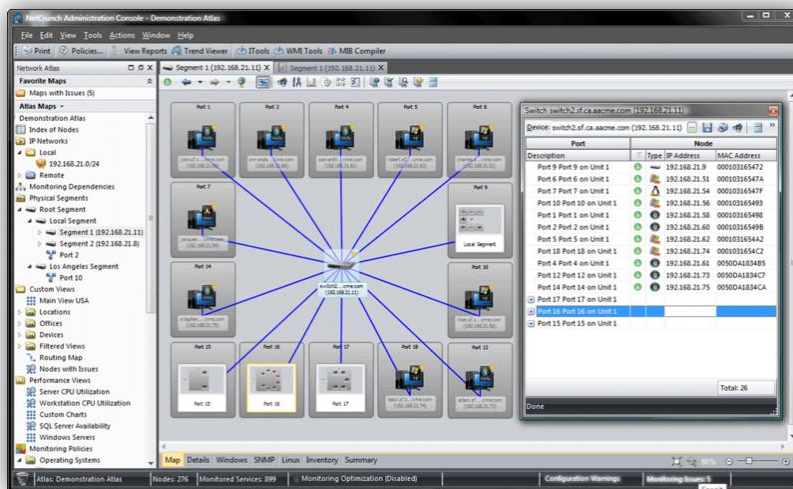 NetCrunch Administration Console - Demonstration Atlas
File Edit View Tools Actions Window Help
Print Policies... View Reports Trend Viewer ITools WMI Tools MIB Compiler
Network Atlas
Favorite Maps
Maps with Issues (5)
Atlas Maps
Demonstration Atlas
Index of Nodes
IP Networks
Local
192.168.21.0/24
Remote
Monitoring Dependencies
Physical Segments
Root Segment
Local Segment
Segment 1 (192.168.21.11)
Segment 2 (192.168.21.8)
Port 2
Los Angeles Segment
Port 10
Custom Views
Main View USA
Locations
Offices
Devices
Filtered Views
Routing Map
Nodes with Issues
Performance Views
Server CPU Utilization
Workstation CPU Utilization
Custom Charts
SQL Server Availability
Windows Servers
Monitoring Policies
Operating Systems
Segment 1 (192.168.21.11) X Segment 1 (192.168.21.11) X
Port 1 Port 2 Port 4 Port 5 Port 6
Port 7 Port 9
Local Segment
Port 14 Port 10
Port 15 Port 16 Port 17 Port 18 Port 12
Port 15 Port 16 Port 17
(192.168.21.11)
Switch switch2.sf.ca.aacme.com (192.168.21.11)
Device: switch2.sf.ca.aacme.com (192.168.21.11)
Port Node
Description Type IP Address MAC Address
Port 9 Port 9 on Unit 1 192.168.21.9 000103165472
Port 6 Port 6 on Unit 1 192.168.21.51 00010316547A
Port 7 Port 7 on Unit 1 192.168.21.54 00010316547F
Port 10 Port 10 on Unit 1 192.168.21.56 000103165493
Port 1 Port 1 on Unit 1 192.168.21.58 000103165498
Port 2 Port 2 on Unit 1 192.168.21.60 00010316549B
Port 5 Port 5 on Unit 1 192.168.21.62 0001031654A2
Port 18 Port 18 on Unit 1 192.168.21.74 0001031654C2
Port 4 Port 4 on Unit 1 192.168.21.61 0050DA1834B5
Port 12 Port 12 on Unit 1 192.168.21.73 0050DA1834C7
Port 14 Port 14 on Unit 1 192.168.21.75 0050DA1834CA
Port 17 Port 17 on Unit 1
Port 16 Port 16 on Unit 1
Port 15 Port 15 on Unit 1
Total: 26
Done
Map Details Windows SNMP Linux Inventory Summary
80%
Atlas: Demonstration Atlas Nodes: 276 Monitored Services: 899 Monitoring Optimization (Disabled) Configuration Warnings Monitoring Issues: 5